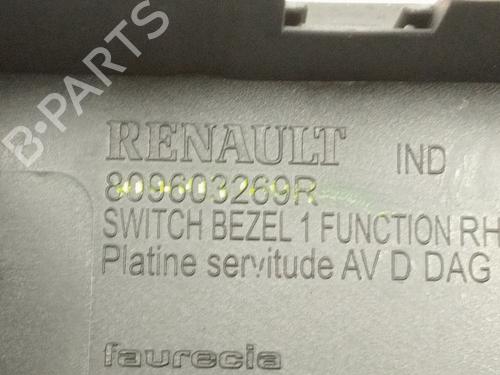 B-PARTS
RENAULT IND
809603269R
SWITCH BEZEL 1 FUNCTION RH
Platine servitude AV D DAG
faurecia